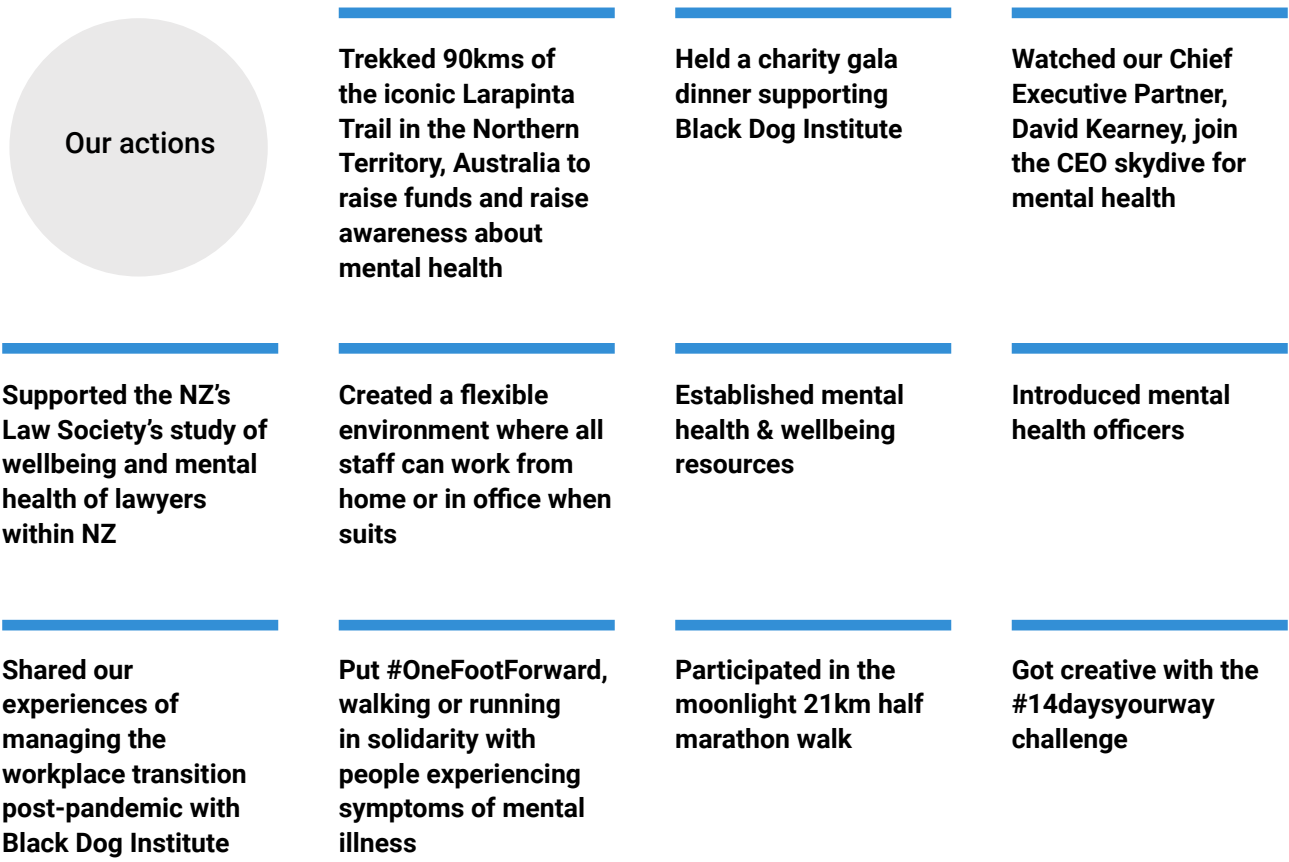 Our actions
Trekked 90kms of
the iconic Larapinta
Trail in the Northern
Territory, Australia to
raise funds and raise
awareness about
mental health
Held a charity gala
dinner supporting
Black Dog Institute
Watched our Chief
Executive Partner,
David Kearney, join
the CEO skydive for
mental health
Supported the NZ’s
Law Society’s study of
wellbeing and mental
health of lawyers
within NZ
Created a flexible
environment where all
staff can work from
home or in office when
suits
Established mental
health & wellbeing
resources
Introduced mental
health officers
Shared our
experiences of
managing the
workplace transition
post-pandemic with
Black Dog Institute
Put #OneFootForward,
walking or running
in solidarity with
people experiencing
symptoms of mental
illness
Participated in the
moonlight 21km half
marathon walk
Got creative with the
#14daysyourway
challenge